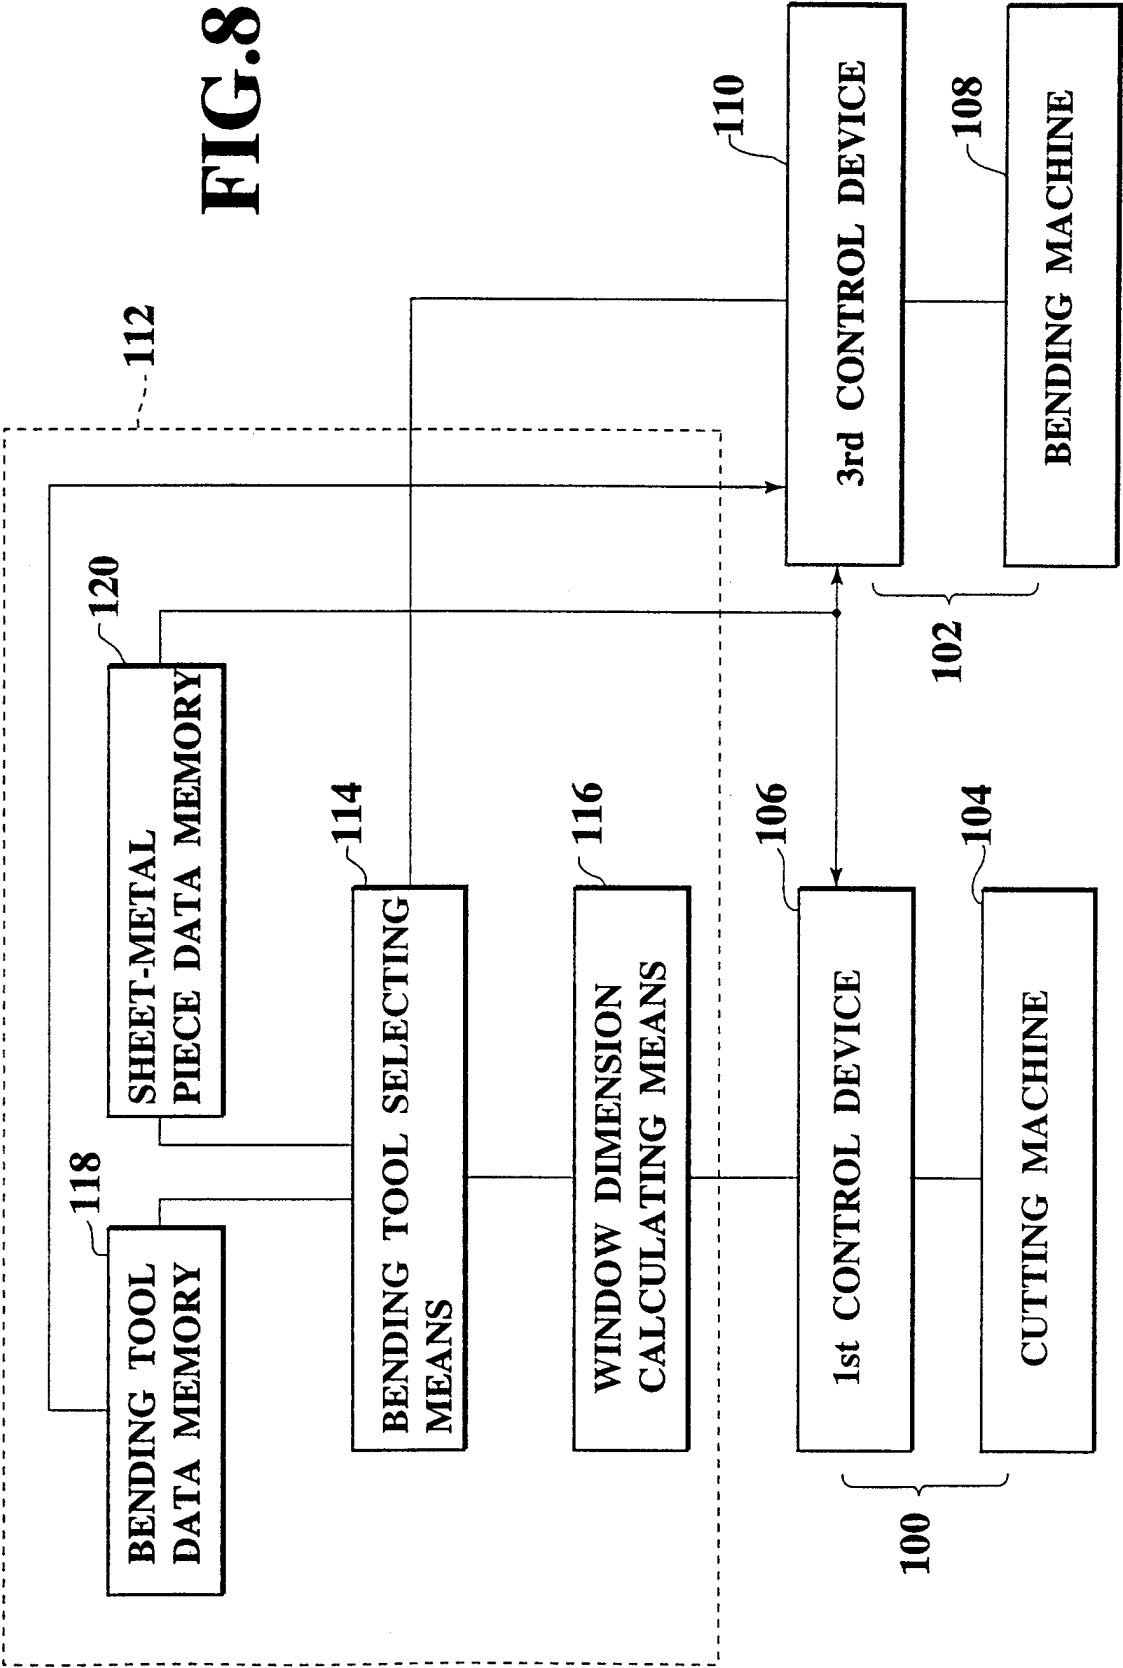 FIG.8
112
118
BENDING TOOL
DATA MEMORY
120
SHEET-METAL
PIECE DATA MEMORY
114
BENDING TOOL SELECTING
MEANS
116
WINDOW DIMENSION
CALCULATING MEANS
106
1st CONTROL DEVICE
104
CUTTING MACHINE
100
110
3rd CONTROL DEVICE
108
BENDING MACHINE
102